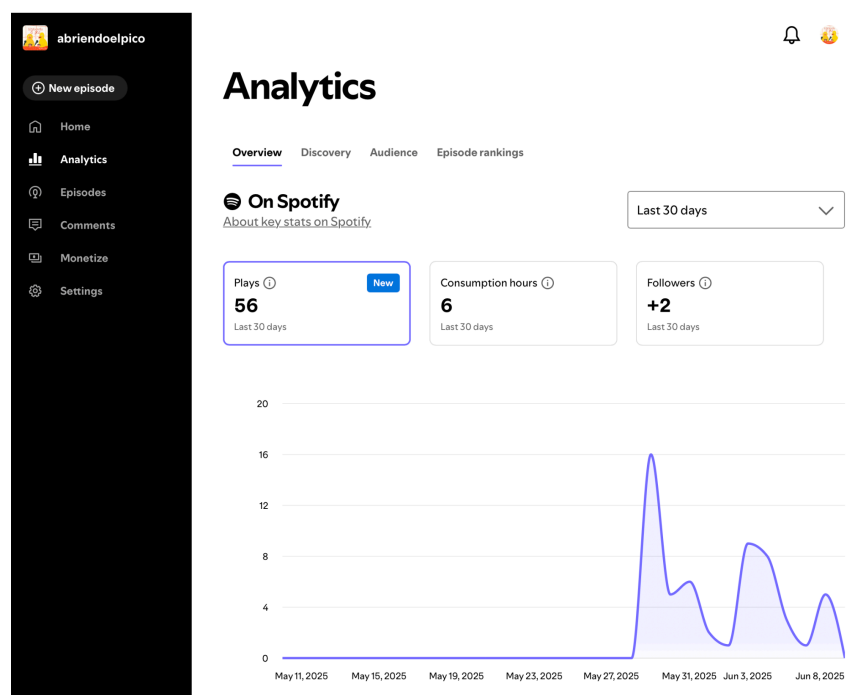 abriendoelpico
New episode
Home
Analytics
Episodes
Comments
Monetize
Settings
Analytics
Overview Discovery Audience Episode rankings
On Spotify
About key stats on Spotify
Last 30 days
Plays New
56
Last 30 days
Consumption hours
6
Last 30 days
Followers
+2
Last 30 days
20
16
12
8
4
0
May 11, 2025 May 15, 2025 May 19, 2025 May 23, 2025 May 27, 2025 May 31, 2025 Jun 3, 2025 Jun 8, 2025